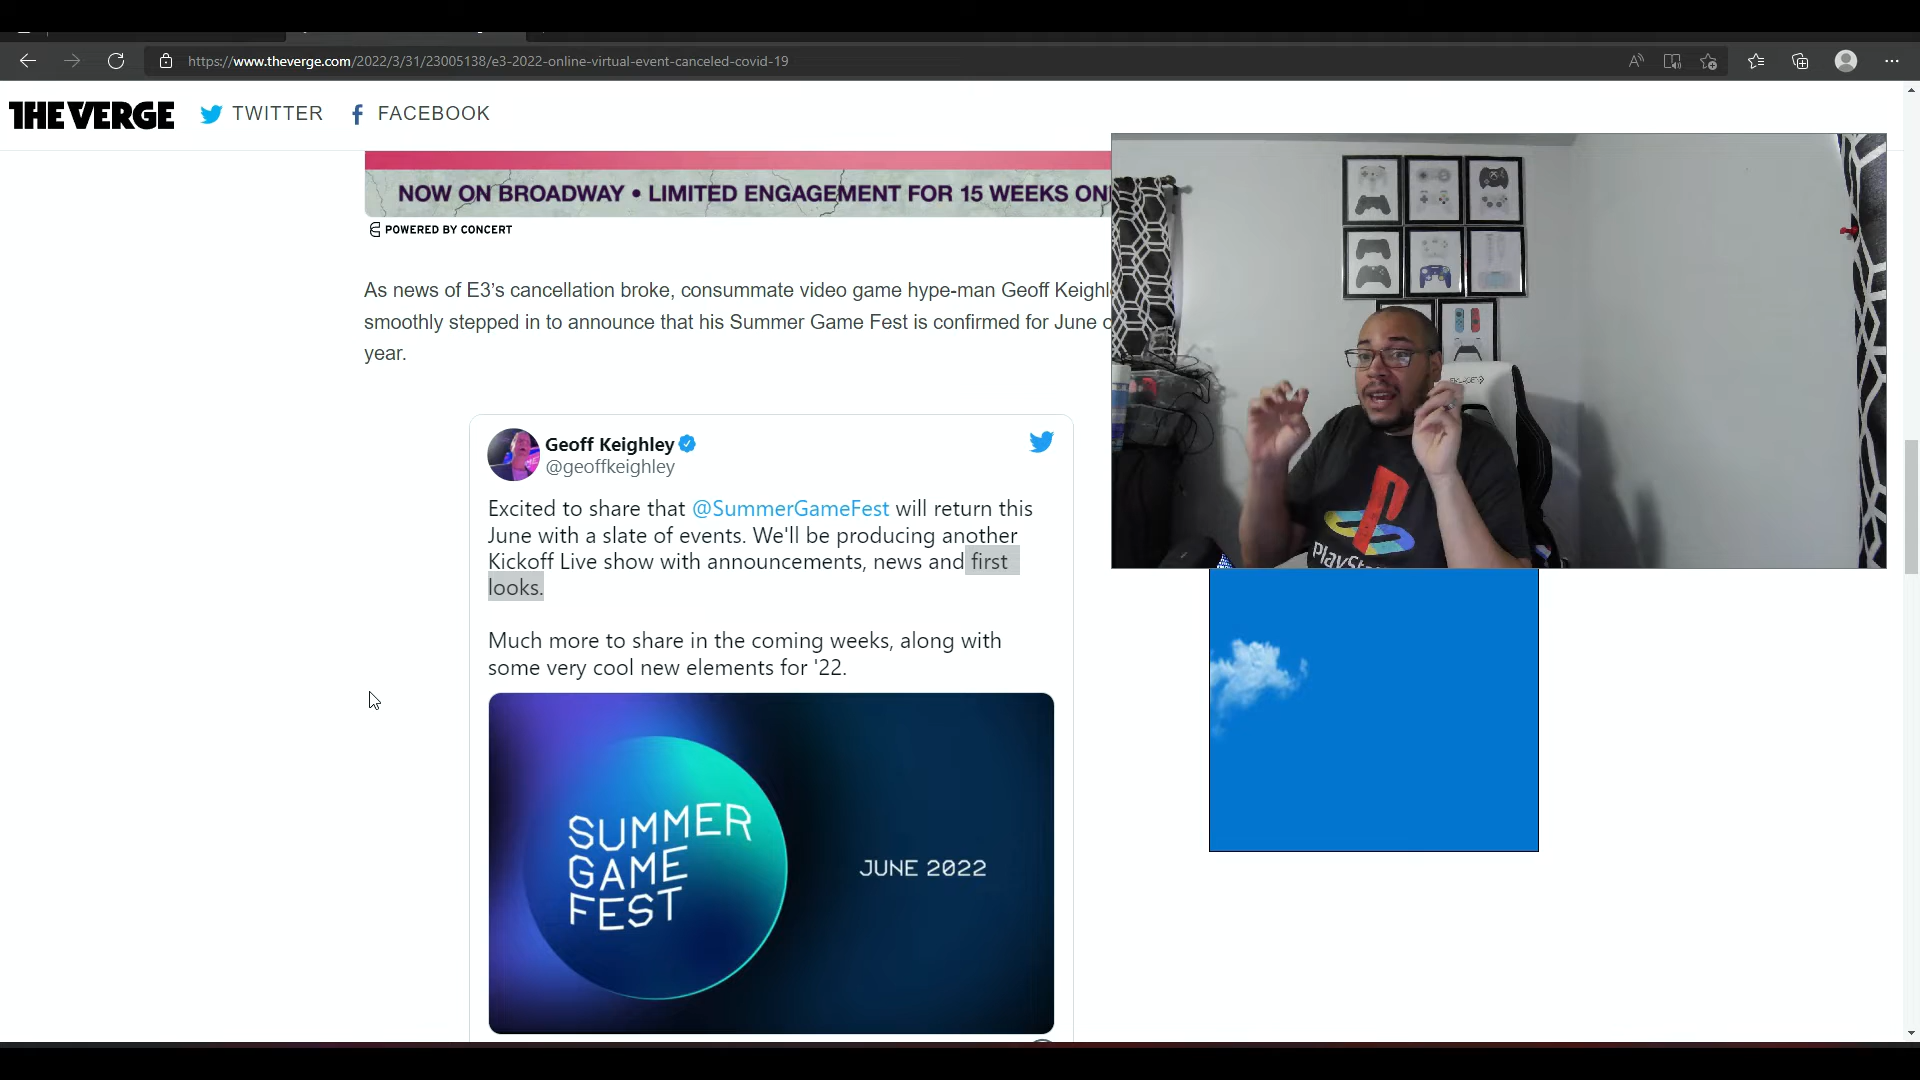 https://www.theverge.com/2022/3/31/23005138/e3-2022-online-virtual-event-canceled-covid-19
THE VERGE TWITTER FACEBOOK
NOW ON BROADWAY • LIMITED ENGAGEMENT FOR 15 WEEKS
POWERED BY CONCERT
As news of E3’s cancellation broke, consummate video game hype-man Geoff
smoothly stepped in to announce that his Summer Game Fest is confirmed for June
year.
Geoff Keighley
@geoffkeighley
Excited to share that @SummerGameFest will return this
June with a slate of events. We'll be producing another
Kickoff Live show with announcements, news and first
looks.
Much more to share in the coming weeks, along with
some very cool new elements for '22.
SUMMER
GAME
FEST
JUNE 2022